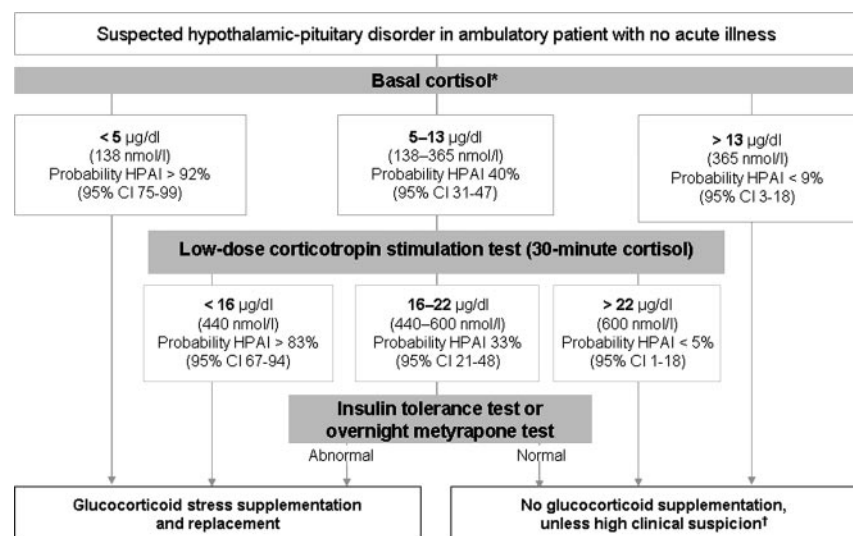 Suspected hypothalamic-pituitary disorder in ambulatory patient with no acute illness
Basal cortisol*
< 5 µg/dl
(138 nmol/l)
Probability HPAI > 92%
(95% CI 75-99)
5–13 µg/dl
(138–365 nmol/l)
Probability HPAI 40%
(95% CI 31-47)
> 13 µg/dl
(365 nmol/l)
Probability HPAI < 9%
(95% CI 3-18)
Low-dose corticotropin stimulation test (30-minute cortisol)
< 16 µg/dl
(440 nmol/l)
Probability HPAI > 83%
(95% CI 67-94)
16–22 µg/dl
(440–600 nmol/l)
Probability HPAI 33%
(95% CI 21-48)
> 22 µg/dl
(600 nmol/l)
Probability HPAI < 5%
(95% CI 1-18)
Insulin tolerance test or
overnight metyrapone test
Abnormal
Normal
Glucocorticoid stress supplementation
and replacement
No glucocorticoid supplementation,
unless high clinical suspicion†